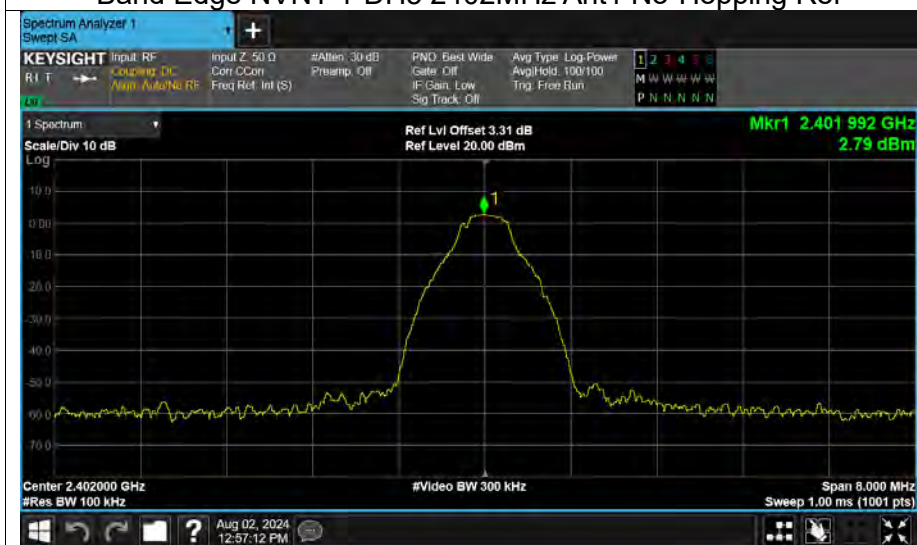 Band Edge NVNT 1-DH5 2402MHz Ant1 No-Hopping Ref
Spectrum Analyzer 1
Swept SA
+
KEYSIGHT Input: RF Input Z: 50 Ω #Atten: 30 dB PNO: Best Wide Avg Type: Log-Power 1 2 3 4 5 6
Coupling: DC Corr CCorr Preamp: Off Gate: Off Avg|Hold: 100/100 M W W W W W
Align: Auto/No RF Freq Ref: Int (S) IF Gain: Low Trig: Free Run
Sig Track: Off P N N N N N
1 Spectrum Ref Lvl Offset 3.31 dB Mkr1 2.401 992 GHz
Scale/Div 10 dB Ref Level 20.00 dBm 2.79 dBm
Log
10.0
1
0.00
-10.0
-20.0
-30.0
-40.0
-50.0
-60.0
-70.0
Center 2.402000 GHz #Video BW 300 kHz Span 8.000 MHz
#Res BW 100 kHz Sweep 1.00 ms (1001 pts)
? Aug 02, 2024
12:57:12 PM